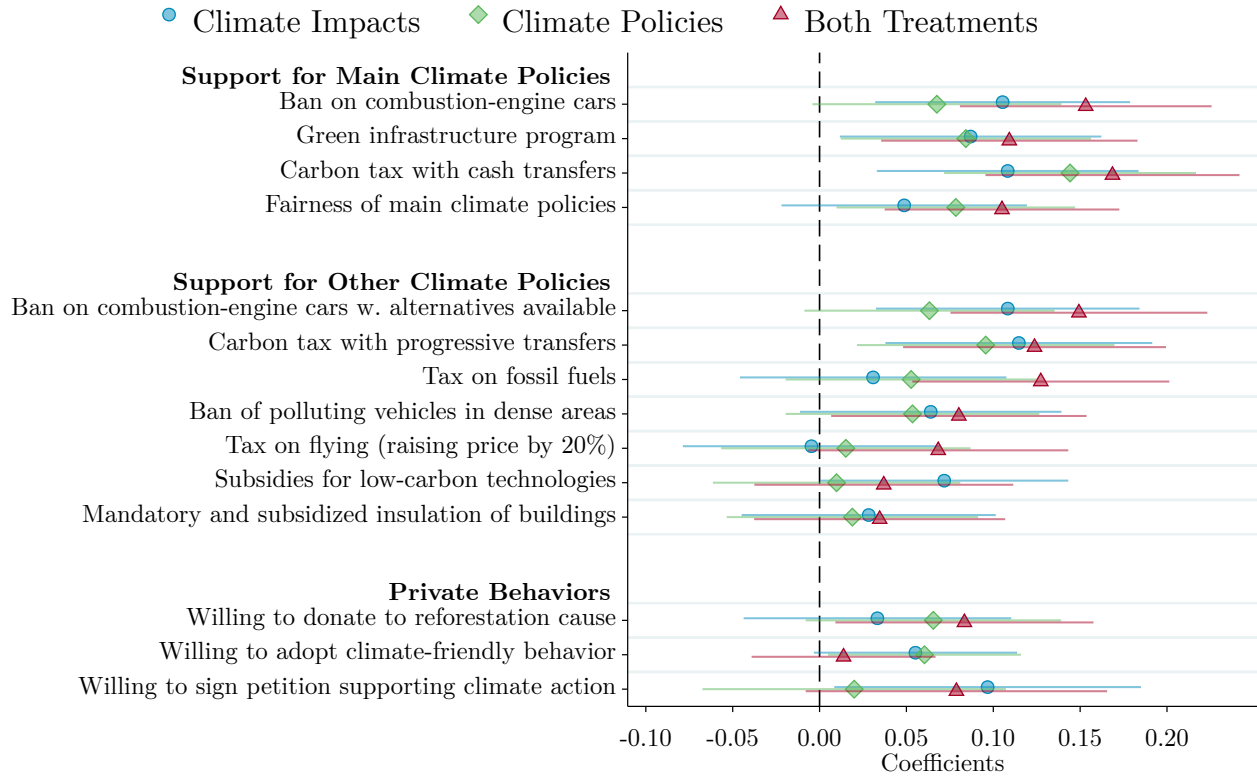 Climate Impacts Climate Policies Both Treatments
Support for Main Climate Policies
Ban on combustion-engine cars
Green infrastructure program
Carbon tax with cash transfers
Fairness of main climate policies
Support for Other Climate Policies
Ban on combustion-engine cars w. alternatives available
Carbon tax with progressive transfers
Tax on fossil fuels
Ban of polluting vehicles in dense areas
Tax on flying (raising price by 20%)
Subsidies for low-carbon technologies
Mandatory and subsidized insulation of buildings
Private Behaviors
Willing to donate to reforestation cause
Willing to adopt climate-friendly behavior
Willing to sign petition supporting climate action
-0.10 -0.05 0.00 0.05 0.10 0.15 0.20
Coefficients